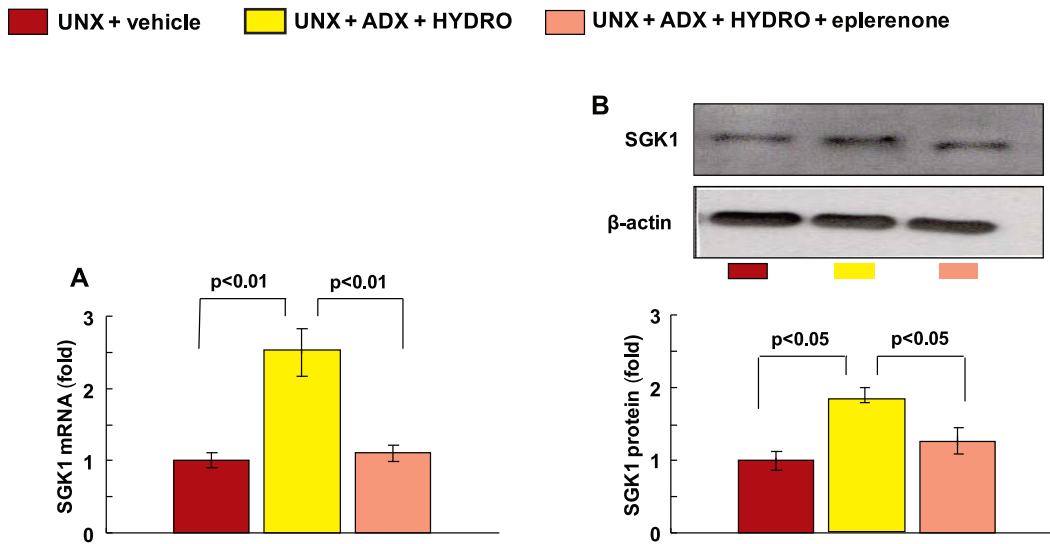 UNX + vehicle
UNX + ADX + HYDRO
UNX + ADX + HYDRO + eplerenone
A
p<0.01
p<0.01
SGK1 mRNA (fold)
3
2
1
0
B
SGK1
β-actin
p<0.05
p<0.05
SGK1 protein (fold)
3
2
1
0